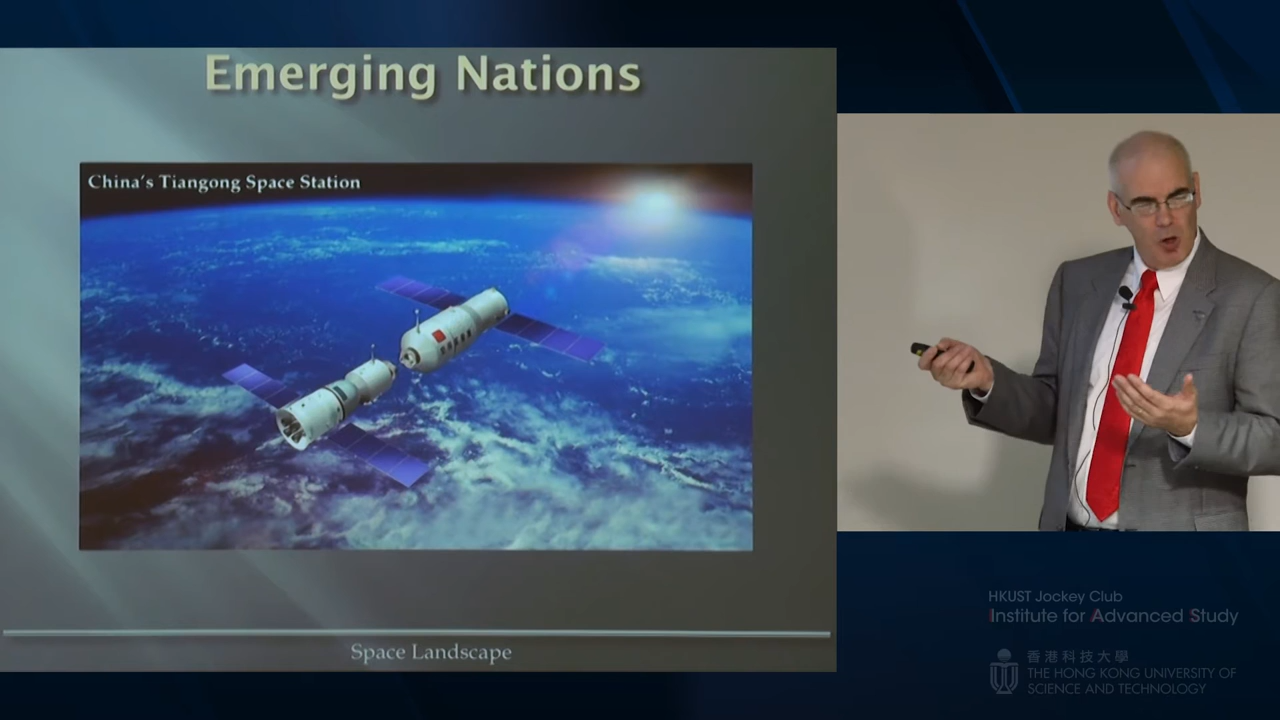 Emerging Nations
China's Tiangong Space Station
Space Landscape
HKUST Jockey Club
Institute for Advanced Study
香港科技大學
THE HONG KONG UNIVERSITY OF
SCIENCE AND TECHNOLOGY